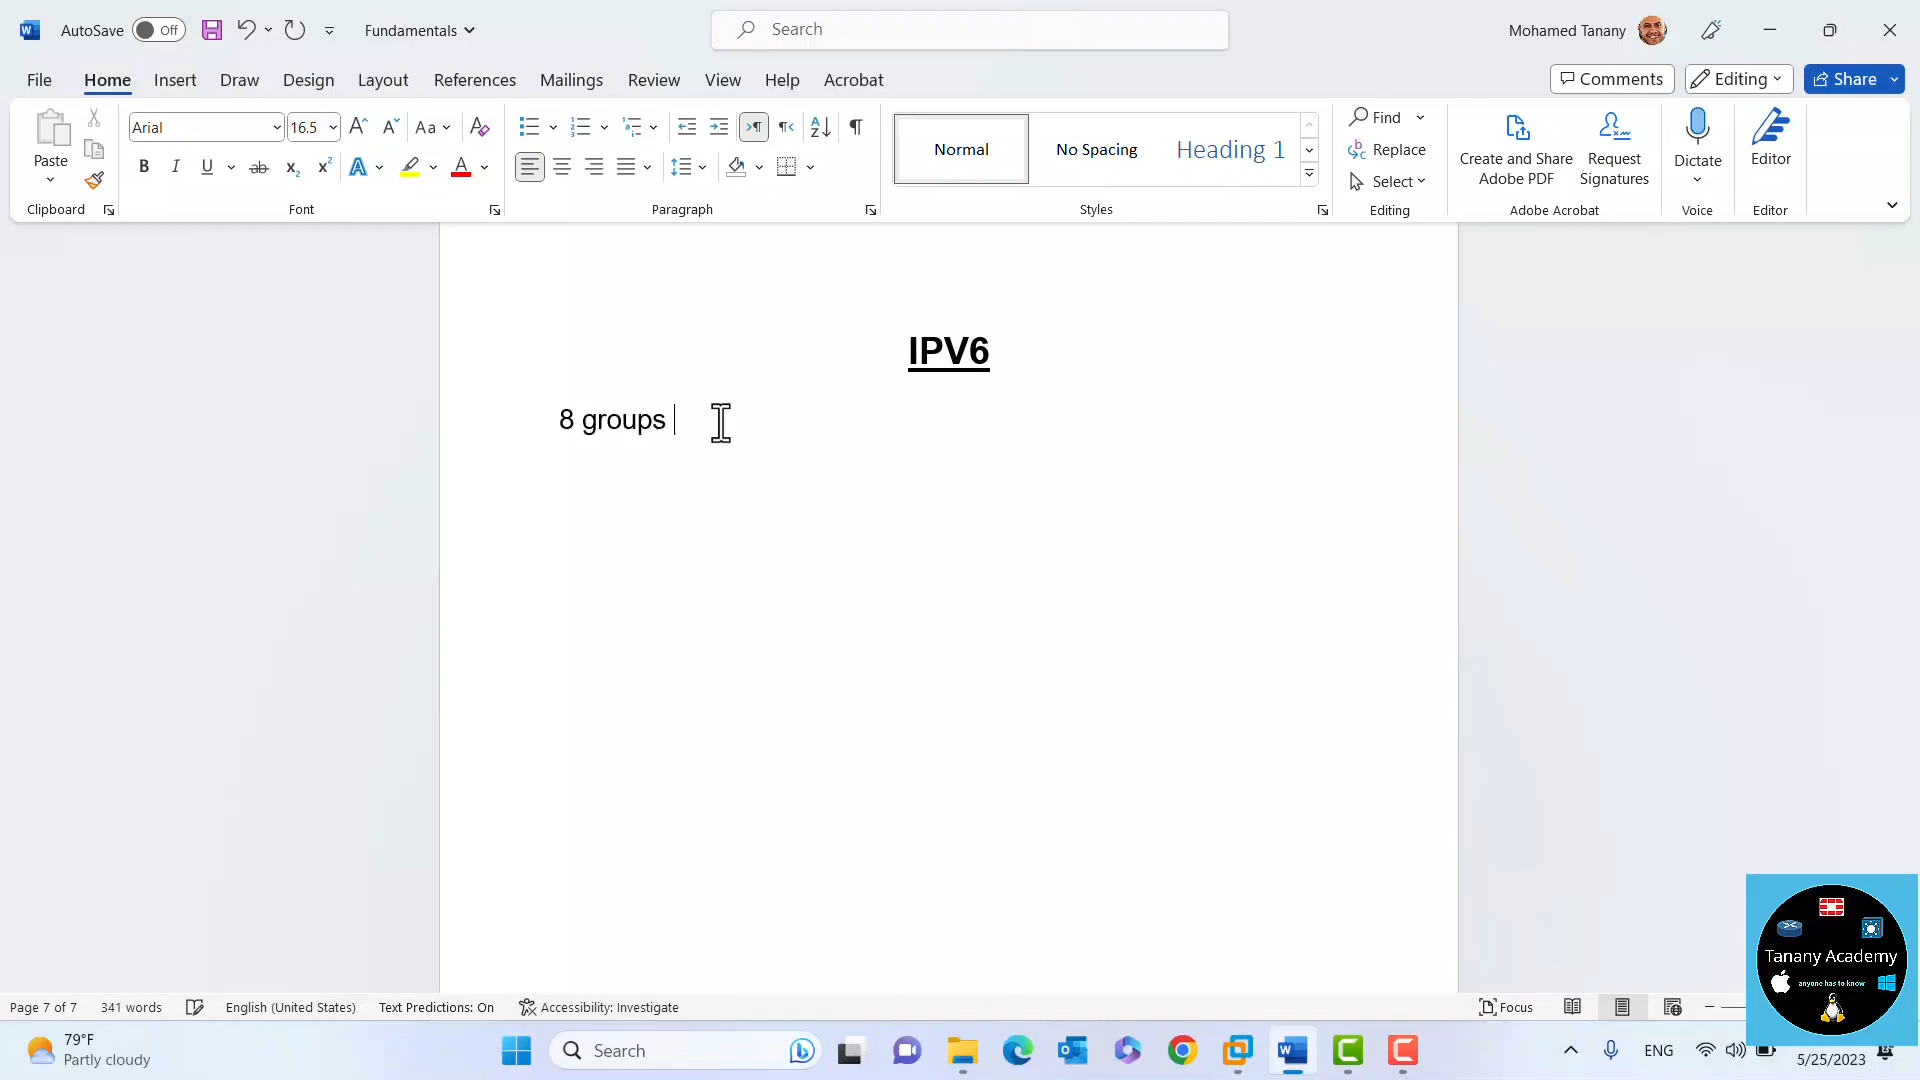 AutoSave Off Fundamentals Search Mohamed Tanany
File Home Insert Draw Design Layout References Mailings Review View Help Acrobat Comments Editing Share
Paste
Clipboard
Arial 16.5
Font
Paragraph
Normal No Spacing Heading 1
Styles
Find
Replace
Select
Editing
Create and Share
Adobe PDF
Request
Signatures
Adobe Acrobat
Dictate
Voice
Editor
Editor
IPV6
8 groups
Tanany Academy
anyone has to know
Page 7 of 7 341 words English (United States) Text Predictions: On Accessibility: Investigate Focus
79°F
Partly cloudy
Search
ENG
5/25/2023